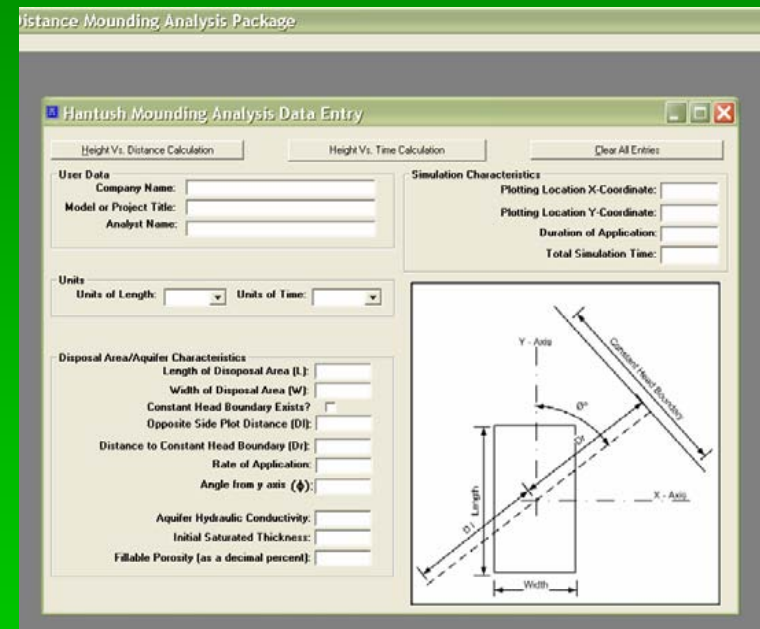 istance Mounding Analysis Package
Hantush Mounding Analysis Data Entry
Height Vs. Distance Calculation
Height Vs. Time Calculation
Clear All Entries
User Data
Company Name:
Model or Project Title:
Analyst Name:
Simulation Characteristics
Plotting Location X-Coordinate:
Plotting Location Y-Coordinate:
Duration of Application:
Total Simulation Time:
Units
Units of Length:
Units of Time:
Disposal Area/Aquifer Characteristics
Length of Disoposal Area (L):
Width of Disposal Area (W):
Constant Head Boundary Exists?
Opposite Side Plot Distance (Dl):
Distance to Constant Head Boundary (Dr):
Rate of Application:
Angle from y axis (ϕ):
Aquifer Hydraulic Conductivity:
Initial Saturated Thickness:
Fillable Porosity (as a decimal percent):
Y - Axis
Constant Head Boundary
Ø°
Dr
Length
X - Axis
Dl
Width